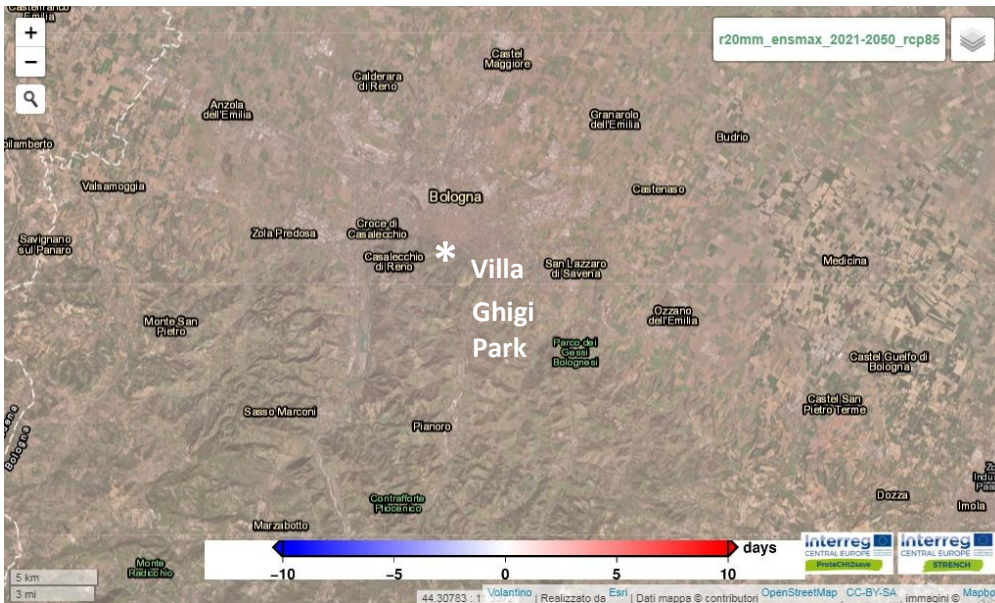 Castelfranco
Emilia
+
−
r20mm_ensmax_2021-2050_rcp85
Castel
Maggiore
Calderara
di Reno
Anzola
dell'Emilia
Granarolo
dell'Emilia
Budrio
Valsamoggia
Castenaso
Bologna
Croce di
Casalecchio
Zola Predosa
Savignano
sul Panaro
Casalecchio
di Reno
*
Villa
Ghigi
Park
San Lazzaro
di Savena
Medicina
Monte San
Pietro
Ozzano
dell'Emilia
Parco dei
Gessi
Bolognesi
Castel Guelfo di
Bologna
Castel San
Pietro Terme
Sasso Marconi
Pianoro
Bologna
Contrafforte
Pliocenico
Dozza
Imola
Marzabotto
Monte
Radicchio
days
−10
−5
0
5
10
Interreg
CENTRAL EUROPE
ProteCHt2save
Interreg
CENTRAL EUROPE
STRENCH
5 km
3 mi
44.30783 : 1
Volantino | Realizzato da Esri | Dati mappa © contributori OpenStreetMap CC-BY-SA, immagini © Mapbo